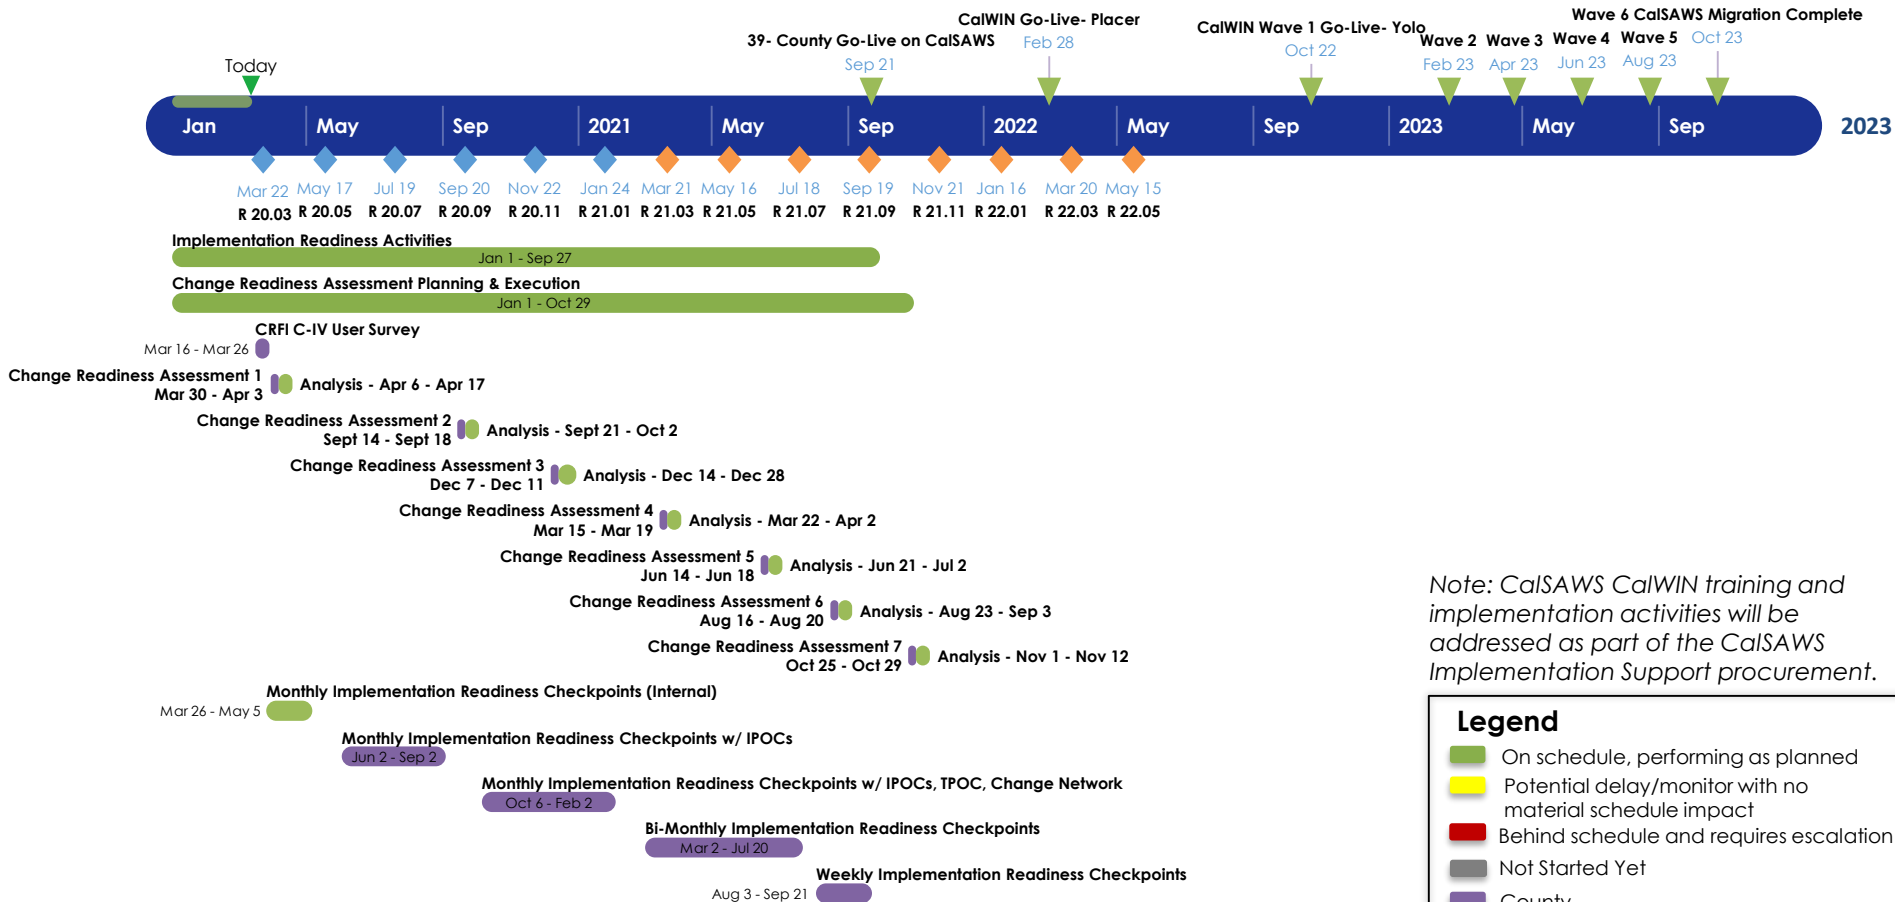 Wave 6 CalSAWS Migration Complete
CalWIN Go-Live- Placer
CalWIN Wave 1 Go-Live- Yolo
39- County Go-Live on CalSAWS
Feb 28
Oct 22
Wave 2 Wave 3 Wave 4 Wave 5 Oct 23
Today
Sep 21
Feb 23 Apr 23 Jun 23 Aug 23
Jan May Sep 2021 May Sep 2022 May Sep 2023 May Sep 2023
Mar 22 May 17 Jul 19 Sep 20 Nov 22 Jan 24 Mar 21 May 16 Jul 18 Sep 19 Nov 21 Jan 16 Mar 20 May 15
R 20.03 R 20.05 R 20.07 R 20.09 R 20.11 R 21.01 R 21.03 R 21.05 R 21.07 R 21.09 R 21.11 R 22.01 R 22.03 R 22.05
Implementation Readiness Activities
Jan 1 - Sep 27
Change Readiness Assessment Planning & Execution
Jan 1 - Oct 29
CRFI C-IV User Survey
Mar 16 - Mar 26
Change Readiness Assessment 1
Mar 30 - Apr 3
Analysis - Apr 6 - Apr 17
Change Readiness Assessment 2
Sept 14 - Sept 18
Analysis - Sept 21 - Oct 2
Change Readiness Assessment 3
Dec 7 - Dec 11
Analysis - Dec 14 - Dec 28
Change Readiness Assessment 4
Mar 15 - Mar 19
Analysis - Mar 22 - Apr 2
Change Readiness Assessment 5
Jun 14 - Jun 18
Analysis - Jun 21 - Jul 2
Change Readiness Assessment 6
Aug 16 - Aug 20
Analysis - Aug 23 - Sep 3
Change Readiness Assessment 7
Oct 25 - Oct 29
Analysis - Nov 1 - Nov 12
Monthly Implementation Readiness Checkpoints (Internal)
Mar 26 - May 5
Monthly Implementation Readiness Checkpoints w/ IPOCs
Jun 2 - Sep 2
Monthly Implementation Readiness Checkpoints w/ IPOCs, TPOC, Change Network
Oct 6 - Feb 2
Bi-Monthly Implementation Readiness Checkpoints
Mar 2 - Jul 20
Weekly Implementation Readiness Checkpoints
Aug 3 - Sep 21
Note: CalSAWS CalWIN training and
implementation activities will be
addressed as part of the CalSAWS
Implementation Support procurement.
Legend
On schedule, performing as planned
Potential delay/monitor with no
material schedule impact
Behind schedule and requires escalation
Not Started Yet
County